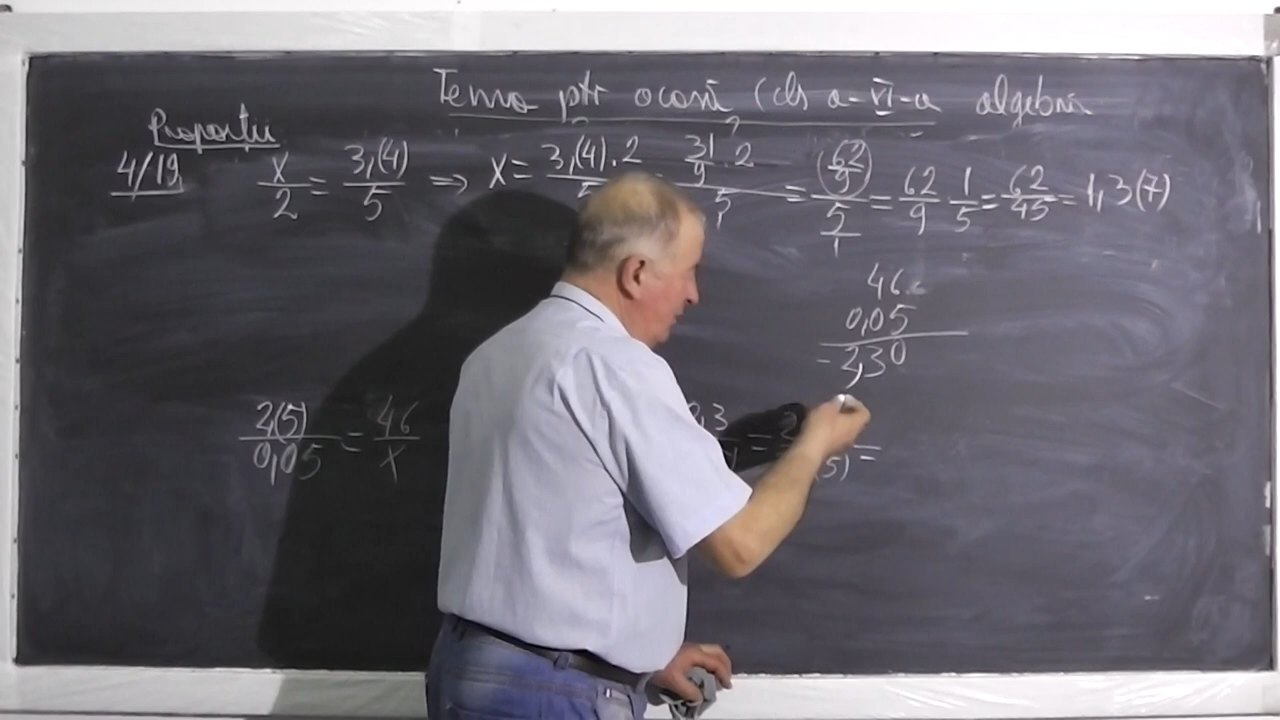 Tema ptr acasă (cls a-VI-a algebră
Proporții
4/19 x/2 = 3,(4)/5 ⇒ x = 3,(4)·2/5 = 31/9·2/5 = (62/9)/(5/1) = 62/9 · 1/5 = 62/45 = 1,3(7)
46
0,05
2,30
2(5)/0,05 = 46/x